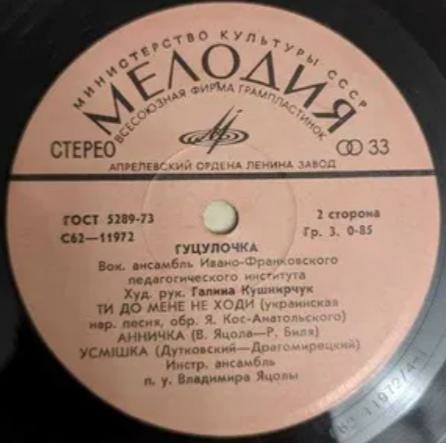 МИНИСТЕРСТВО КУЛЬТУРЫ СССР
МЕЛОДИЯ
ВСЕСОЮЗНАЯ ФИРМА ГРАМПЛАСТИНОК
СТЕРЕО
33
АПРЕЛЕВСКИЙ ОРДЕНА ЛЕНИНА ЗАВОД
ГОСТ 5289-73
2 сторона
С62—11972
Гр. 3. 0-85
ГУЦУЛОЧКА
Вок. ансамбль Ивано-Франковского
педагогического института
Худ. рук. Галина Кушнирчук
ТИ ДО МЕНЕ НЕ ХОДИ (украинская
нар. песня, обр. Я. Кос-Анатольского)
АННИЧКА (В. Яцола—Р. Биля)
УСМІШКА (Дутковский—Драгомирецкий)
Инстр. ансамбль
п. у. Владимира Яцолы